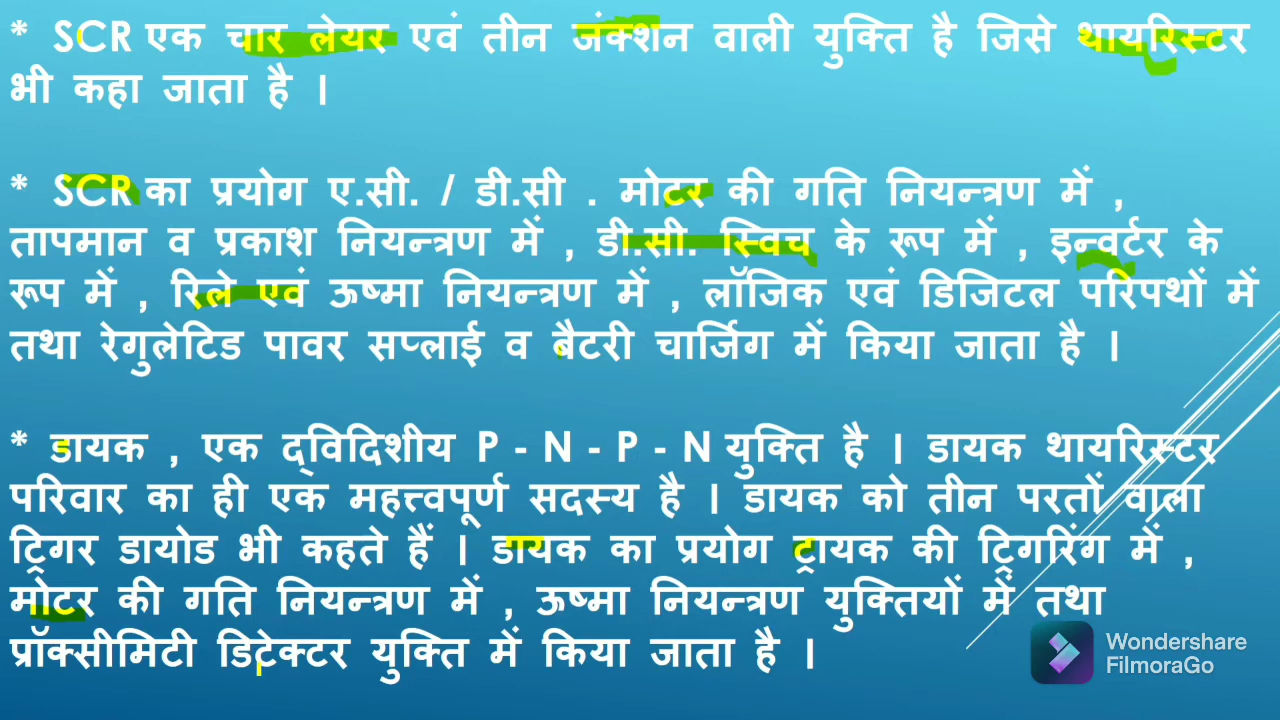 * SCR एक चार लेयर एवं तीन जंक्शन वाली युक्ति है जिसे थायरिस्टर
भी कहा जाता है ।
* SCR का प्रयोग ए.सी. / डी.सी . मोटर की गति नियन्त्रण में ,
तापमान व प्रकाश नियन्त्रण में , डी.सी. स्विच के रूप में , इन्वर्टर के
रूप में , रिले एवं ऊष्मा नियन्त्रण में , लॉजिक एवं डिजिटल परिपथों में
तथा रेगुलेटिड पावर सप्लाई व बैटरी चार्जिग में किया जाता है ।
* डायक , एक द्विदिशीय P - N - P - N युक्ति है । डायक थायरिस्टर
परिवार का ही एक महत्त्वपूर्ण सदस्य है । डायक को तीन परतों वाला
ट्रिगर डायोड भी कहते हैं । डायक का प्रयोग ट्रायक की ट्रिगरिंग में ,
मोटर की गति नियन्त्रण में , ऊष्मा नियन्त्रण युक्तियों में तथा
प्रॉक्सीमिटी डिटेक्टर युक्ति में किया जाता है ।
Wondershare
FilmoraGo